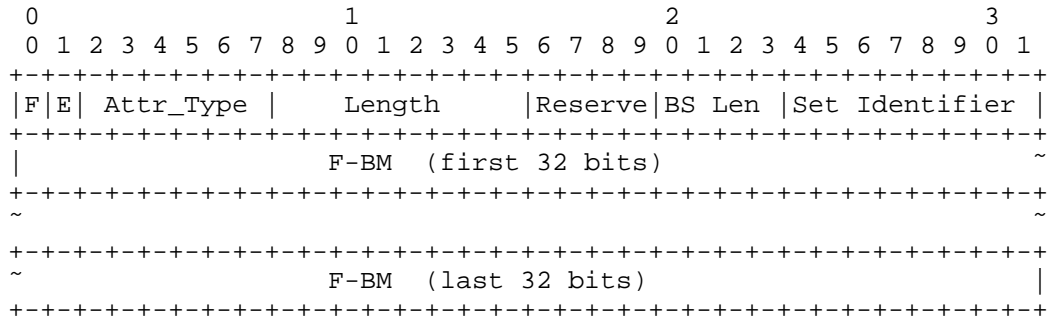 0                   1                   2                   3
 0 1 2 3 4 5 6 7 8 9 0 1 2 3 4 5 6 7 8 9 0 1 2 3 4 5 6 7 8 9 0 1
+-+-+-+-+-+-+-+-+-+-+-+-+-+-+-+-+-+-+-+-+-+-+-+-+-+-+-+-+-+-+-+-+
|F|E| Attr_Type |    Length     |Reserve|BS Len |Set Identifier |
+-+-+-+-+-+-+-+-+-+-+-+-+-+-+-+-+-+-+-+-+-+-+-+-+-+-+-+-+-+-+-+-+
|                   F-BM  (first 32 bits)                       ~
+-+-+-+-+-+-+-+-+-+-+-+-+-+-+-+-+-+-+-+-+-+-+-+-+-+-+-+-+-+-+-+-+
~                                                               ~
+-+-+-+-+-+-+-+-+-+-+-+-+-+-+-+-+-+-+-+-+-+-+-+-+-+-+-+-+-+-+-+-+
~                   F-BM  (last 32 bits)                        |
+-+-+-+-+-+-+-+-+-+-+-+-+-+-+-+-+-+-+-+-+-+-+-+-+-+-+-+-+-+-+-+-+